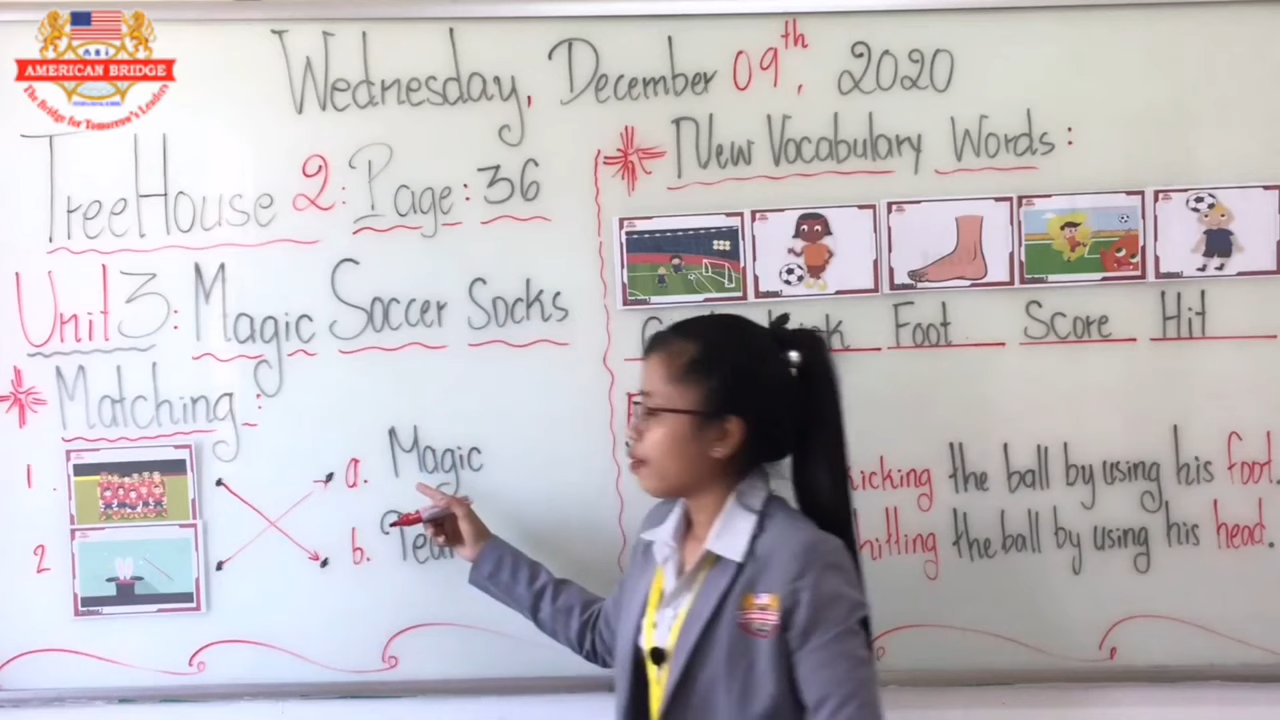 AMERICAN BRIDGE
The Bridge for Tomorrow's Leaders
Wednesday, December 09th, 2020
TreeHouse 2: Page: 36
Unit 3: Magic Soccer Socks
Matching:
1.
2
a. Magic
b.
New Vocabulary Words:
Foot Score Hit
kicking the ball by using his foot.
hitting the ball by using his head.